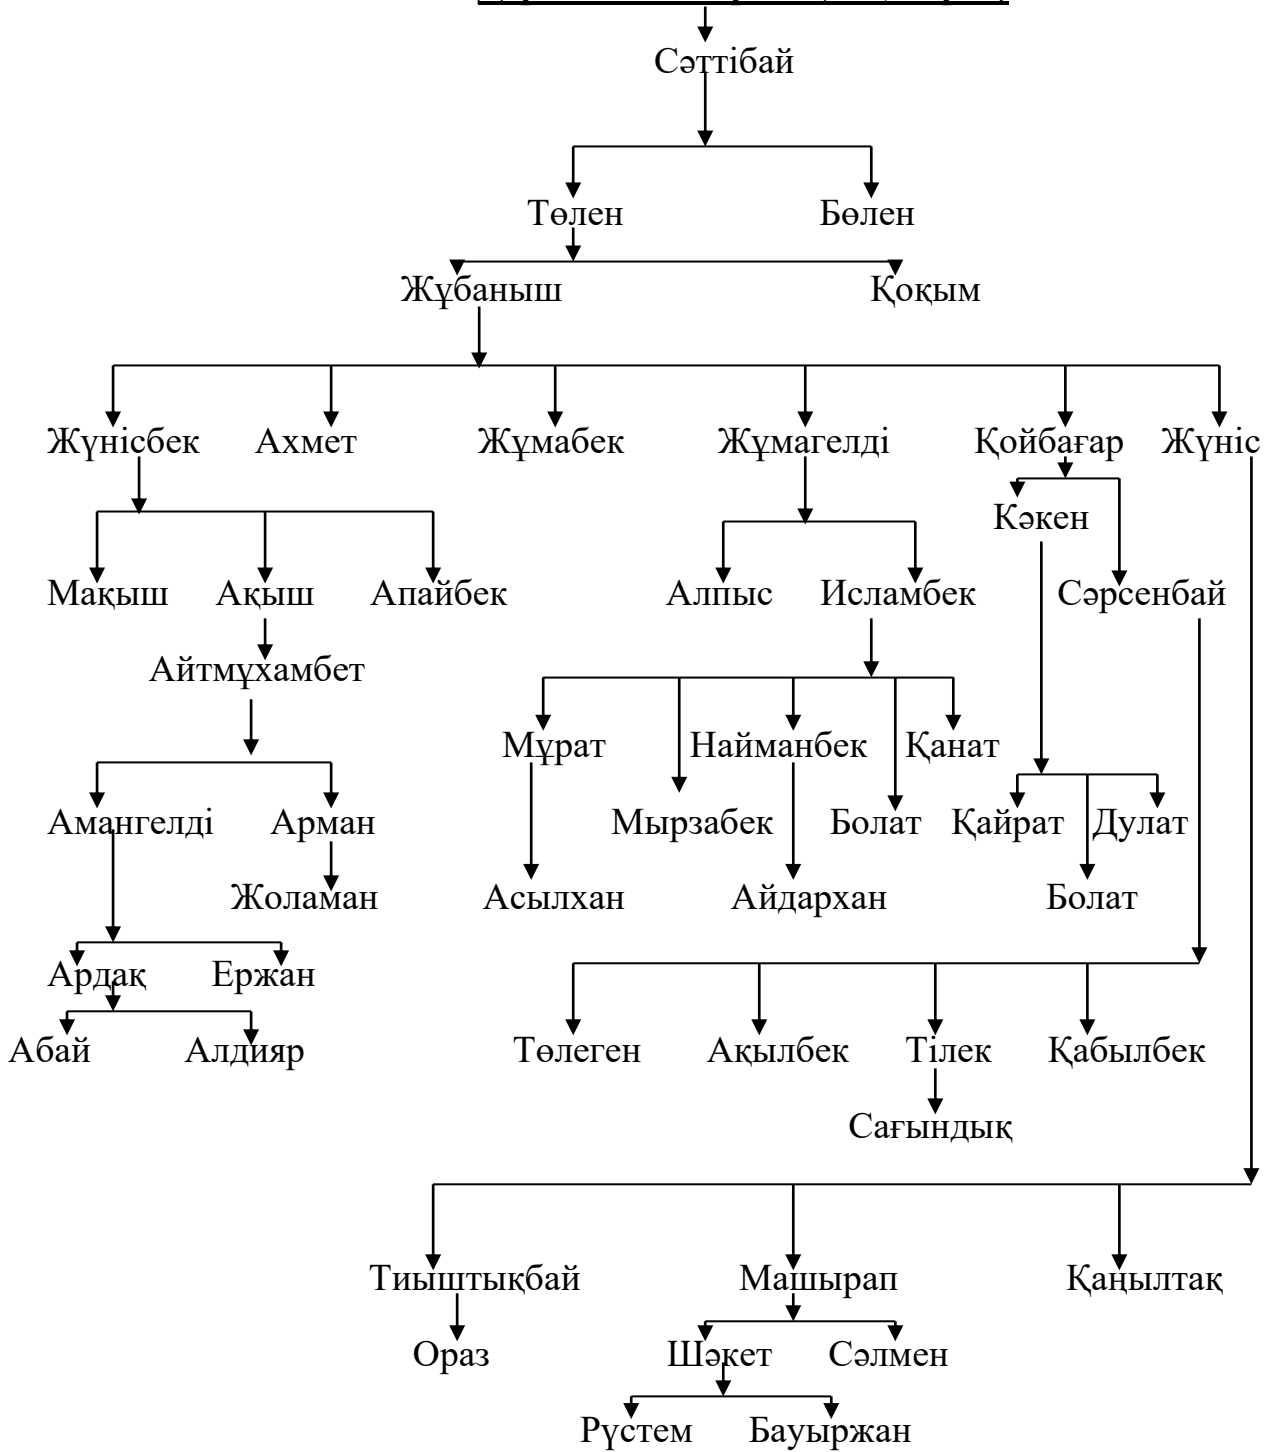 Сәттібай
Төлен Бөлен
Жұбаныш Қоқым
Жүнісбек Ахмет Жұмабек Жұмагелді Қойбағар Жүніс
Кәкен
Мақыш Ақыш Апайбек Алпыс Исламбек Сәрсенбай
Айтмұхамбет
Мұрат Найманбек Қанат
Амангелді Арман Мырзабек Болат Қайрат Дулат
Жоламан Асылхан Айдархан Болат
Ардақ Ержан
Абай Алдияр Төлеген Ақылбек Тілек Қабылбек
Сағындық
Тиыштықбай Машырап Қаңылтақ
Ораз Шәкет Сәлмен
Рүстем Бауыржан